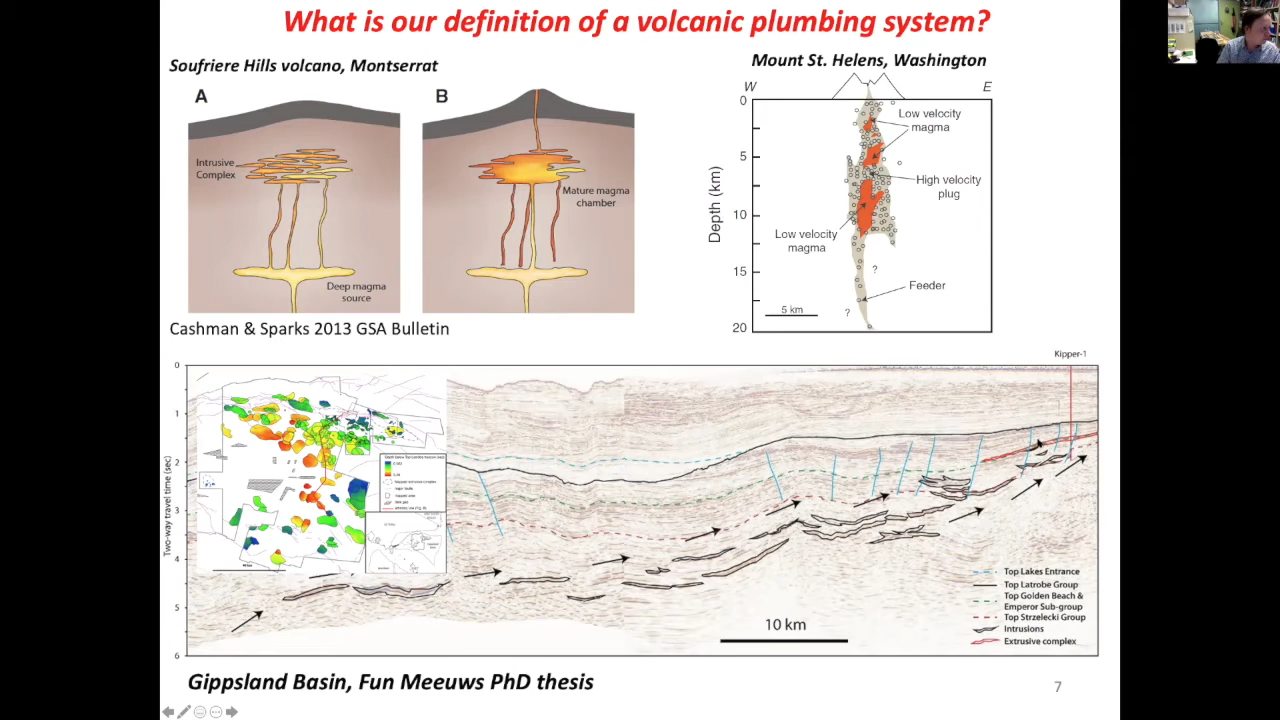 What is our definition of a volcanic plumbing system?
Soufriere Hills volcano, Montserrat
Mount St. Helens, Washington
A
B
Intrusive
Complex
Deep magma
source
Mature magma
chamber
Cashman & Sparks 2013 GSA Bulletin
W
E
0
5
10
15
20
Depth (km)
Low velocity
magma
High velocity
plug
Low velocity
magma
?
Feeder
5 km
?
Kipper-1
0
1
2
3
4
5
6
Two-way travel time (sec)
10 km
Top Lakes Entrance
Top Latrobe Group
Top Golden Beach &
Emperor Sub-group
Top Strzelecki Group
Intrusions
Extrusive complex
Gippsland Basin, Fun Meeuws PhD thesis
7